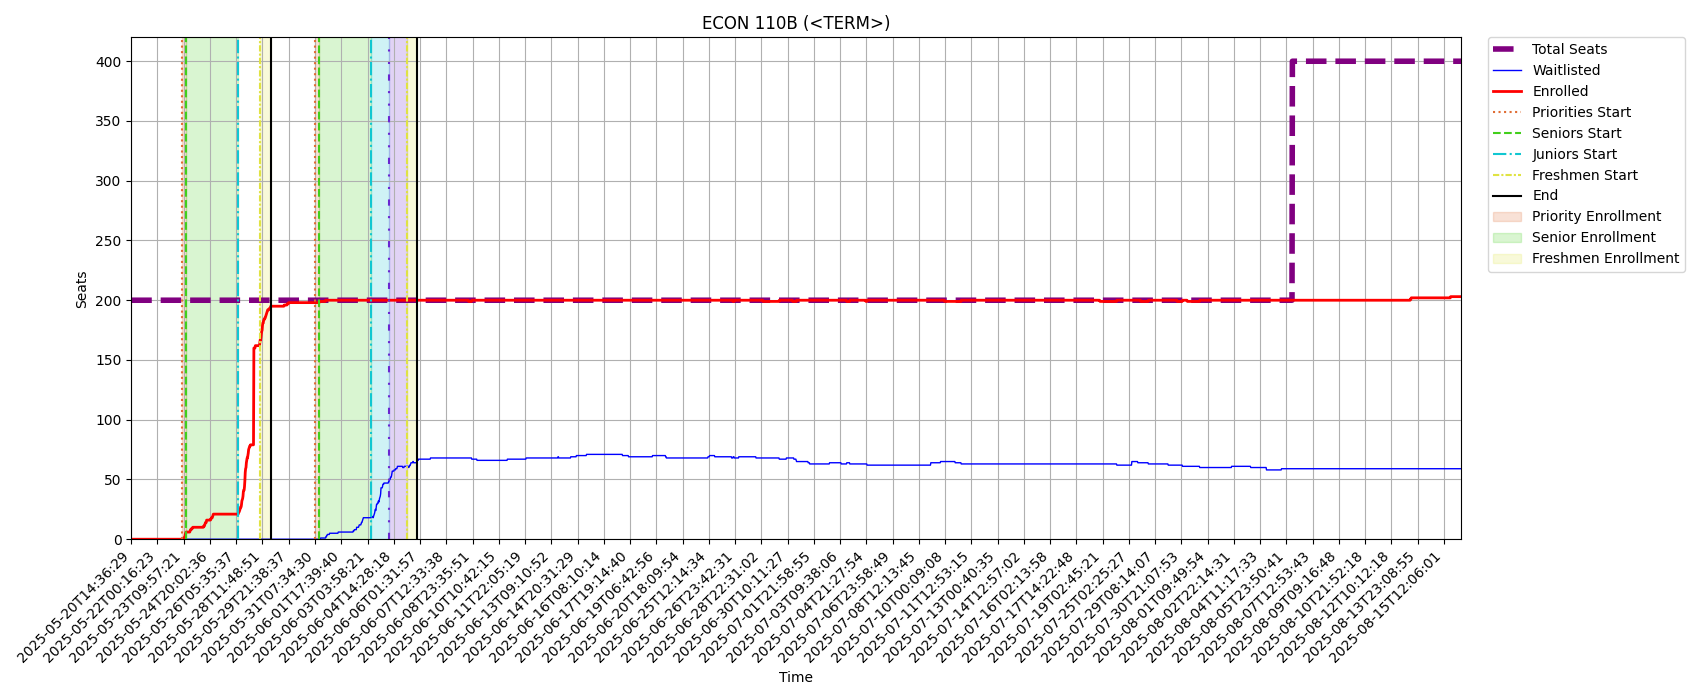 ECON 110B (<TERM>)
Total Seats
Waitlisted
Enrolled
Priorities Start
Seniors Start
Juniors Start
Freshmen Start
End
Priority Enrollment
Senior Enrollment
Freshmen Enrollment
Seats
400
350
300
250
200
150
100
50
0
2025-05-20T14:36:29
2025-05-22T00:16:23
2025-05-23T09:57:21
2025-05-24T20:02:36
2025-05-26T05:35:37
2025-05-28T11:48:51
2025-05-29T21:38:37
2025-05-31T07:34:30
2025-06-01T17:39:40
2025-06-03T03:58:21
2025-06-04T14:28:18
2025-06-06T01:31:57
2025-06-07T12:33:38
2025-06-08T23:35:51
2025-06-10T10:42:15
2025-06-11T22:05:19
2025-06-13T09:10:52
2025-06-14T20:31:29
2025-06-16T08:10:14
2025-06-17T19:14:40
2025-06-19T06:42:56
2025-06-20T18:09:54
2025-06-25T12:14:34
2025-06-26T23:42:31
2025-06-28T22:31:02
2025-06-30T10:11:27
2025-07-01T21:58:55
2025-07-03T09:38:06
2025-07-04T21:27:54
2025-07-06T23:58:49
2025-07-08T12:13:45
2025-07-10T00:09:08
2025-07-11T12:53:15
2025-07-13T00:40:35
2025-07-14T12:57:02
2025-07-16T02:13:58
2025-07-17T14:22:48
2025-07-19T02:45:21
2025-07-25T02:25:27
2025-07-29T08:14:07
2025-07-30T21:07:53
2025-08-01T09:49:54
2025-08-02T22:14:31
2025-08-04T11:17:33
2025-08-05T23:50:41
2025-08-07T12:53:43
2025-08-09T09:16:48
2025-08-10T21:52:18
2025-08-12T10:12:18
2025-08-13T23:08:55
2025-08-15T12:06:01
Time